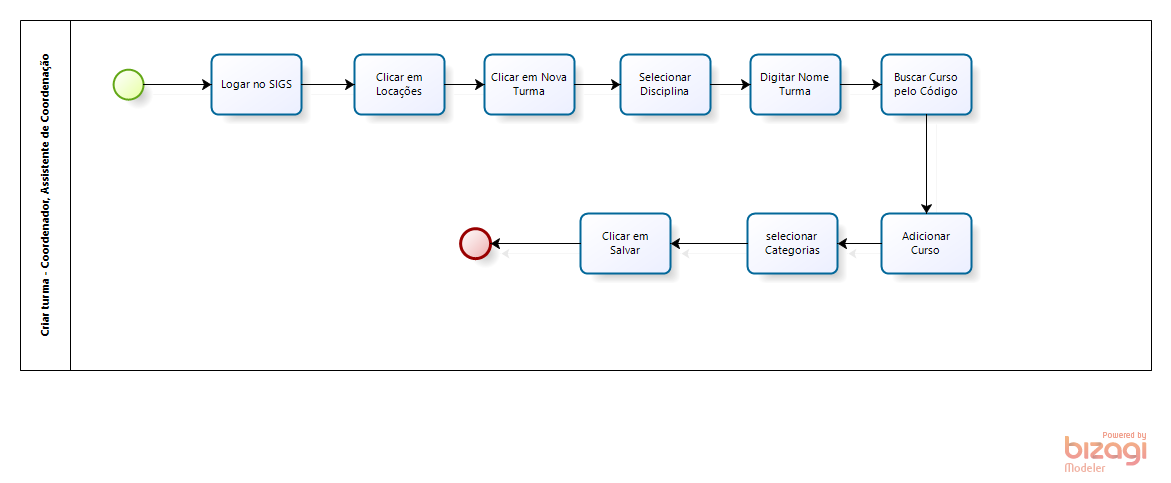 Criar turma - Coordenador, Assistente de Coordenação
Logar no SIGS
Clicar em
Locações
Clicar em Nova
Turma
Selecionar
Disciplina
Digitar Nome
Turma
Buscar Curso
pelo Código
Adicionar
Curso
selecionar
Categorias
Clicar em
Salvar
Powered by
bizagi
Modeler